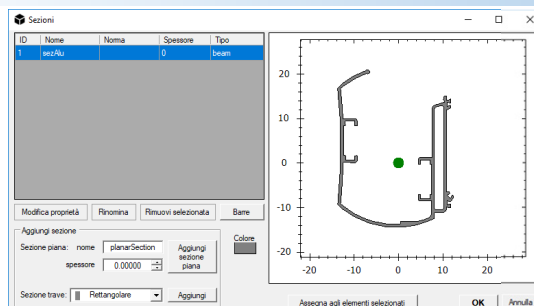 Sezioni
ID Nome Norma Spessore Tipo
1 sezAlu 0 beam
Modifica proprietà Rinomina Rimuovi selezionata Barre
Aggiungi sezione
Sezione piana: nome planarSection
Aggiungi sezione piana
spessore 0.00000
Colore
Sezione trave: Rettangolare Aggiungi
20
10
0
-10
-20
-20 -10 0 10 20
Assegna agli elementi selezionati OK Annulla